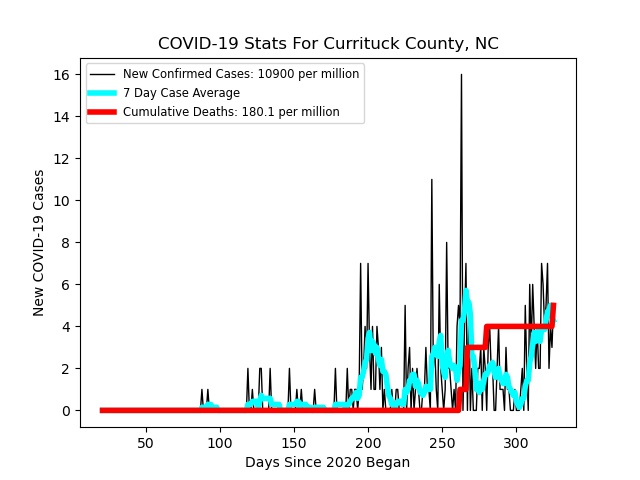 COVID-19 Stats For Currituck County, NC
New Confirmed Cases: 10900 per million
7 Day Case Average
Cumulative Deaths: 180.1 per million
New COVID-19 Cases
16
14
12
10
8
6
4
2
0
50 100 150 200 250 300
Days Since 2020 Began